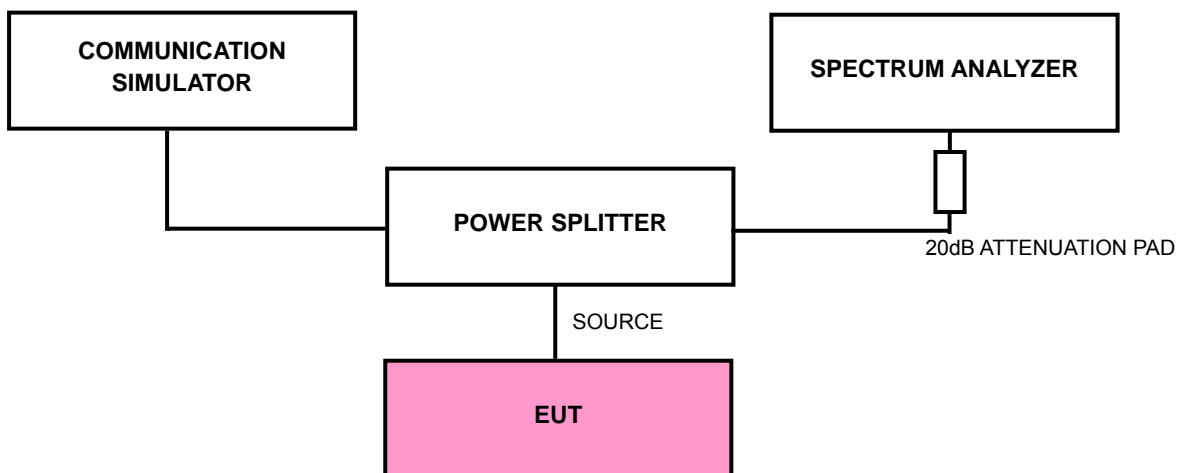 COMMUNICATION
SIMULATOR
SPECTRUM ANALYZER
POWER SPLITTER
20dB ATTENUATION PAD
SOURCE
EUT